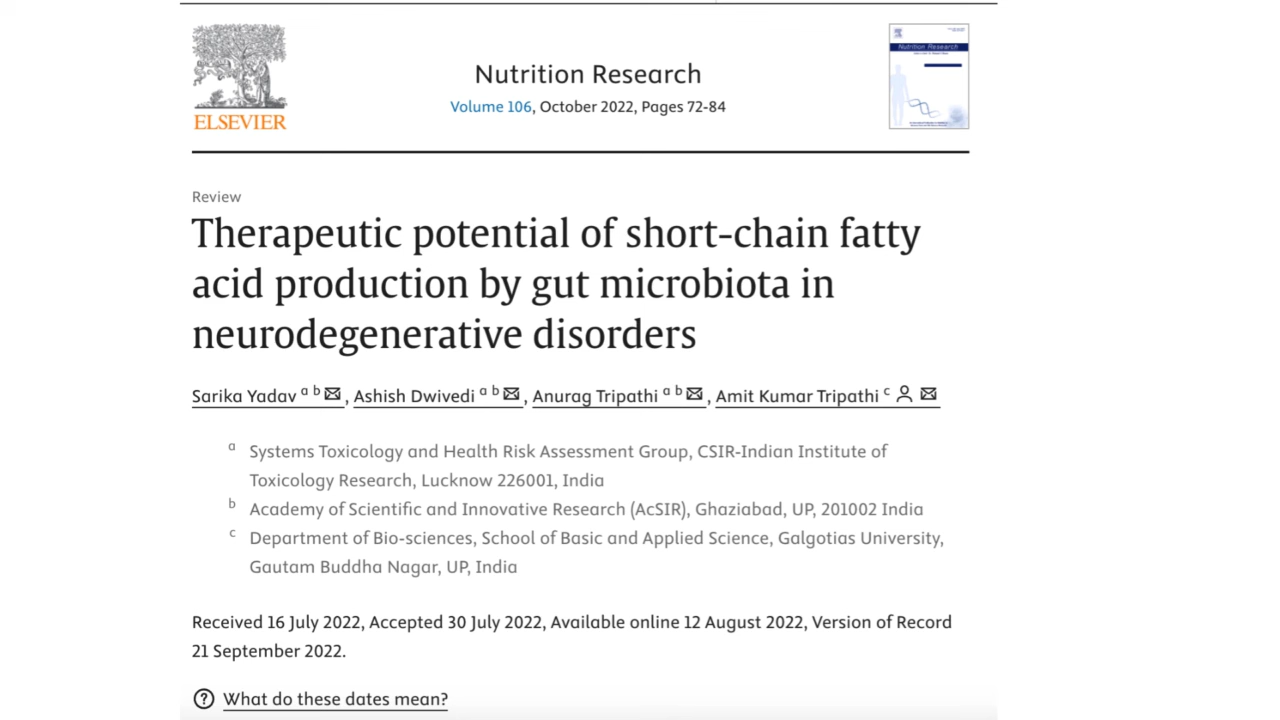 ELSEVIER
Nutrition Research
Volume 106, October 2022, Pages 72-84
Nutrition Research
Review
Therapeutic potential of short-chain fatty
acid production by gut microbiota in
neurodegenerative disorders
Sarika Yadav a b, Ashish Dwivedi a b, Anurag Tripathi a b, Amit Kumar Tripathi c
a Systems Toxicology and Health Risk Assessment Group, CSIR-Indian Institute of
Toxicology Research, Lucknow 226001, India
b Academy of Scientific and Innovative Research (AcSIR), Ghaziabad, UP, 201002 India
c Department of Bio-sciences, School of Basic and Applied Science, Galgotias University,
Gautam Buddha Nagar, UP, India
Received 16 July 2022, Accepted 30 July 2022, Available online 12 August 2022, Version of Record
21 September 2022.
? What do these dates mean?